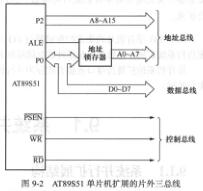 P2
A8~A15
ALE
地址
锁存器
地址总线
P0
A0~A7
AT89S51
D0~D7
数据总线
PSEN
WR
控制总线
RD
图 9-2 AT89S51 单片机扩展的片外三总线